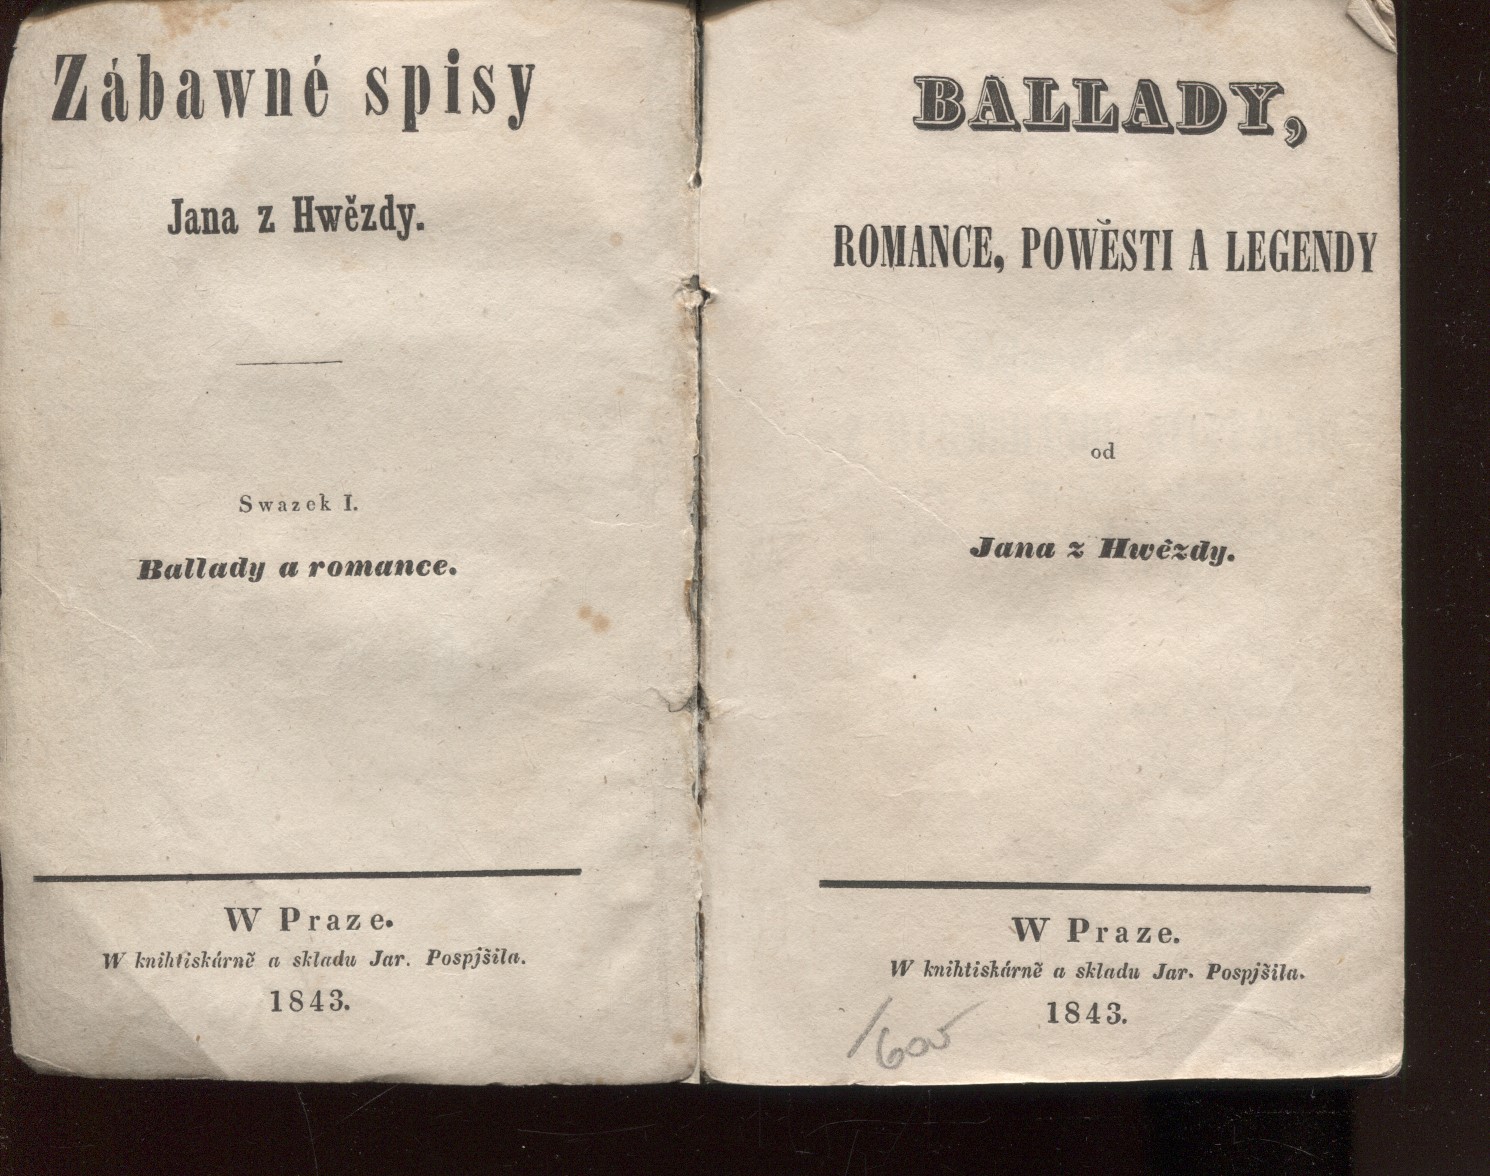 Zábawné spisy
Jana z Hwězdy.
Swazek I.
Ballady a romance.
W Praze.
W knihtiskárně a skladu Jar. Pospjšila.
1843.
BALLADY,
ROMANCE, POWĚSTI A LEGENDY
od
Jana z Hwězdy.
W Praze.
W knihtiskárně a skladu Jar. Pospjšila.
1843.